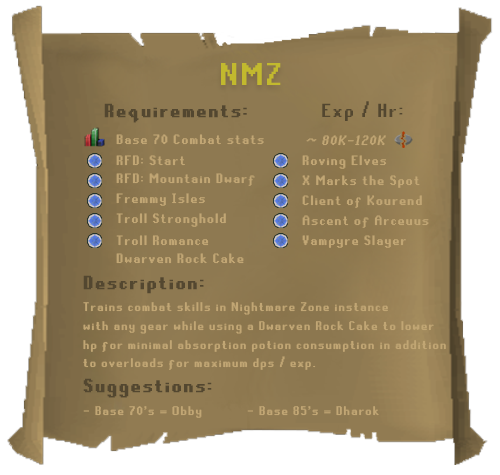 NMZ
Requirements: Exp / Hr:
Base 70 Combat stats ~ 80K-120K
RFD: Start Roving Elves
RFD: Mountain Dwarf X Marks the Spot
Fremmy Isles Client of Kourend
Troll Stronghold Ascent of Arceuus
Troll Romance Vampyre Slayer
Dwarven Rock Cake
Description:
Trains combat skills in Nightmare Zone instance
with any gear while using a Dwarven Rock Cake to lower
hp for minimal absorption potion consumption in addition
to overloads for maximum dps / exp.
Suggestions:
- Base 70's = Obby - Base 85's = Dharok